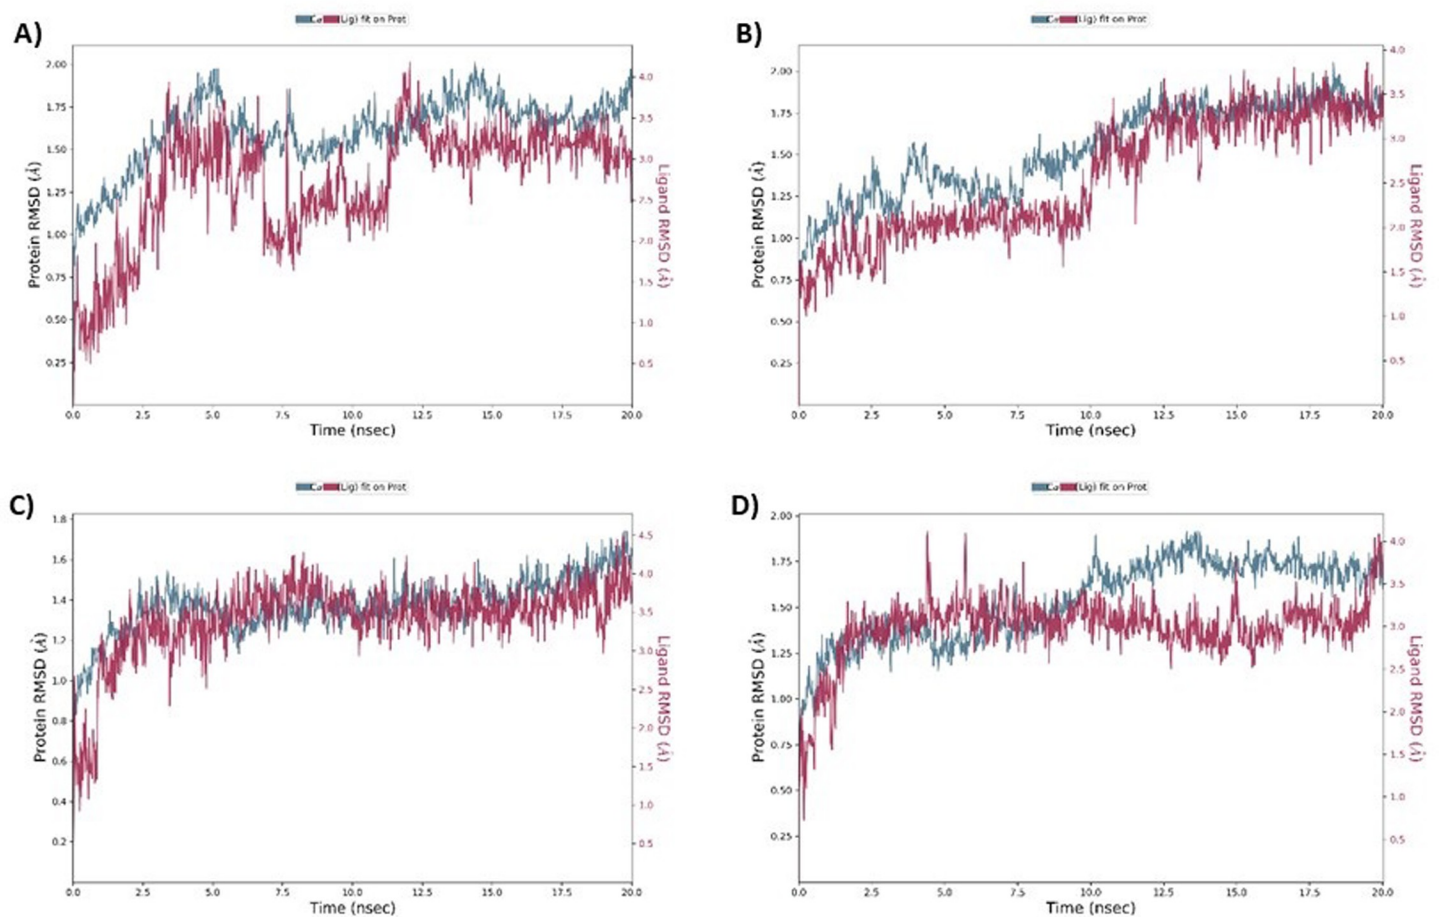 A)
Cα (Lig) fit on Prot
Protein RMSD (Å)
2.00
1.75
1.50
1.25
1.00
0.75
0.50
0.25
4.0
3.5
3.0
2.5
2.0
1.5
1.0
0.5
Ligand RMSD (Å)
0.0 2.5 5.0 7.5 10.0 12.5 15.0 17.5 20.0
Time (nsec)
B)
Cα (Lig) fit on Prot
Protein RMSD (Å)
2.00
1.75
1.50
1.25
1.00
0.75
0.50
0.25
4.0
3.5
3.0
2.5
2.0
1.5
1.0
0.5
Ligand RMSD (Å)
0.0 2.5 5.0 7.5 10.0 12.5 15.0 17.5 20.0
Time (nsec)
C)
Cα (Lig) fit on Prot
Protein RMSD (Å)
1.8
1.6
1.4
1.2
1.0
0.8
0.6
0.4
0.2
4.5
4.0
3.5
3.0
2.5
2.0
1.5
1.0
0.5
Ligand RMSD (Å)
0.0 2.5 5.0 7.5 10.0 12.5 15.0 17.5 20.0
Time (nsec)
D)
Cα (Lig) fit on Prot
Protein RMSD (Å)
2.00
1.75
1.50
1.25
1.00
0.75
0.50
0.25
4.0
3.5
3.0
2.5
2.0
1.5
1.0
0.5
Ligand RMSD (Å)
0.0 2.5 5.0 7.5 10.0 12.5 15.0 17.5 20.0
Time (nsec)